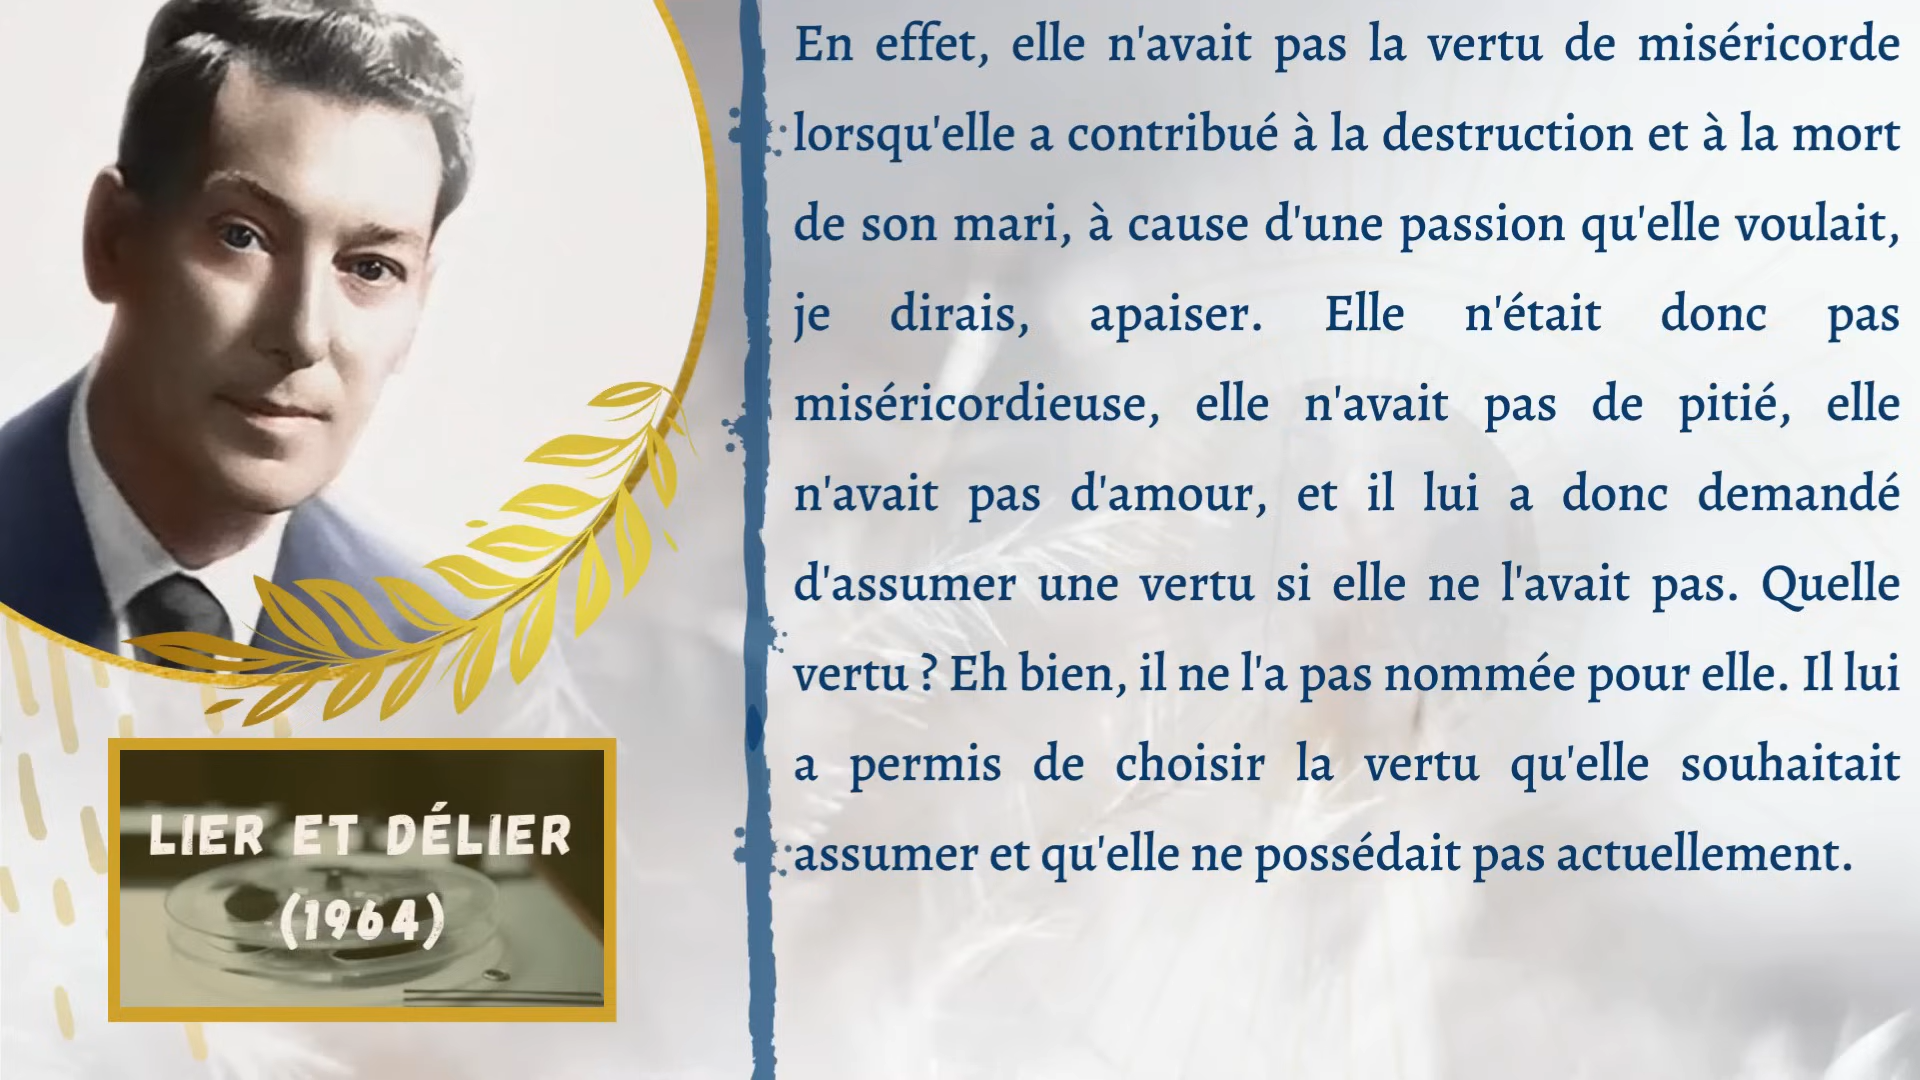 En effet, elle n'avait pas la vertu de miséricorde
lorsqu'elle a contribué à la destruction et à la mort
de son mari, à cause d'une passion qu'elle voulait,
je dirais, apaiser. Elle n'était donc pas
miséricordieuse, elle n'avait pas de pitié, elle
n'avait pas d'amour, et il lui a donc demandé
d'assumer une vertu si elle ne l'avait pas. Quelle
vertu ? Eh bien, il ne l'a pas nommée pour elle. Il lui
a permis de choisir la vertu qu'elle souhaitait
assumer et qu'elle ne possédait pas actuellement.
LIER ET DÉLIER
(1964)